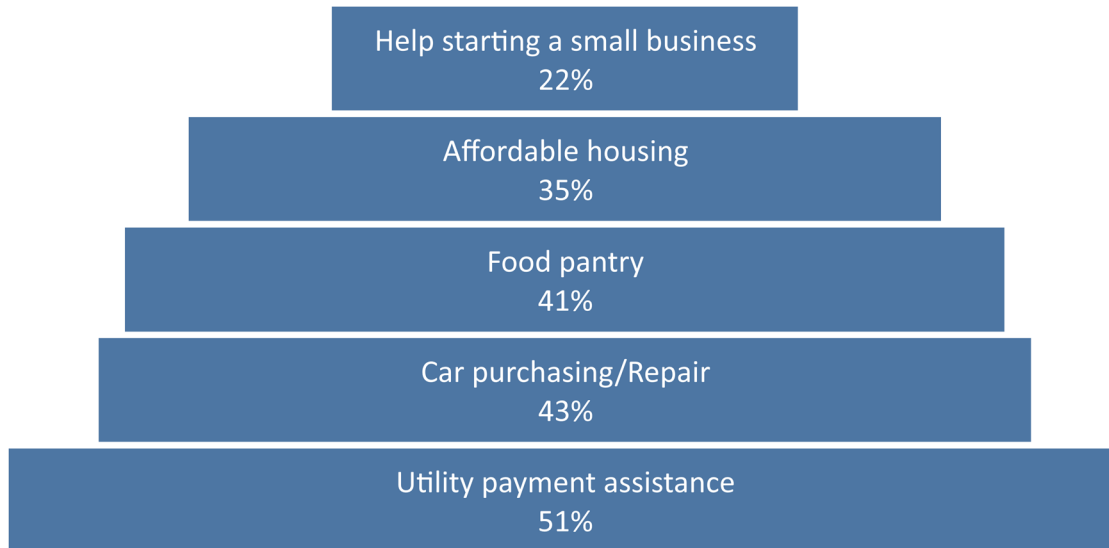 Help starting a small business
22%
Affordable housing
35%
Food pantry
41%
Car purchasing/Repair
43%
Utility payment assistance
51%